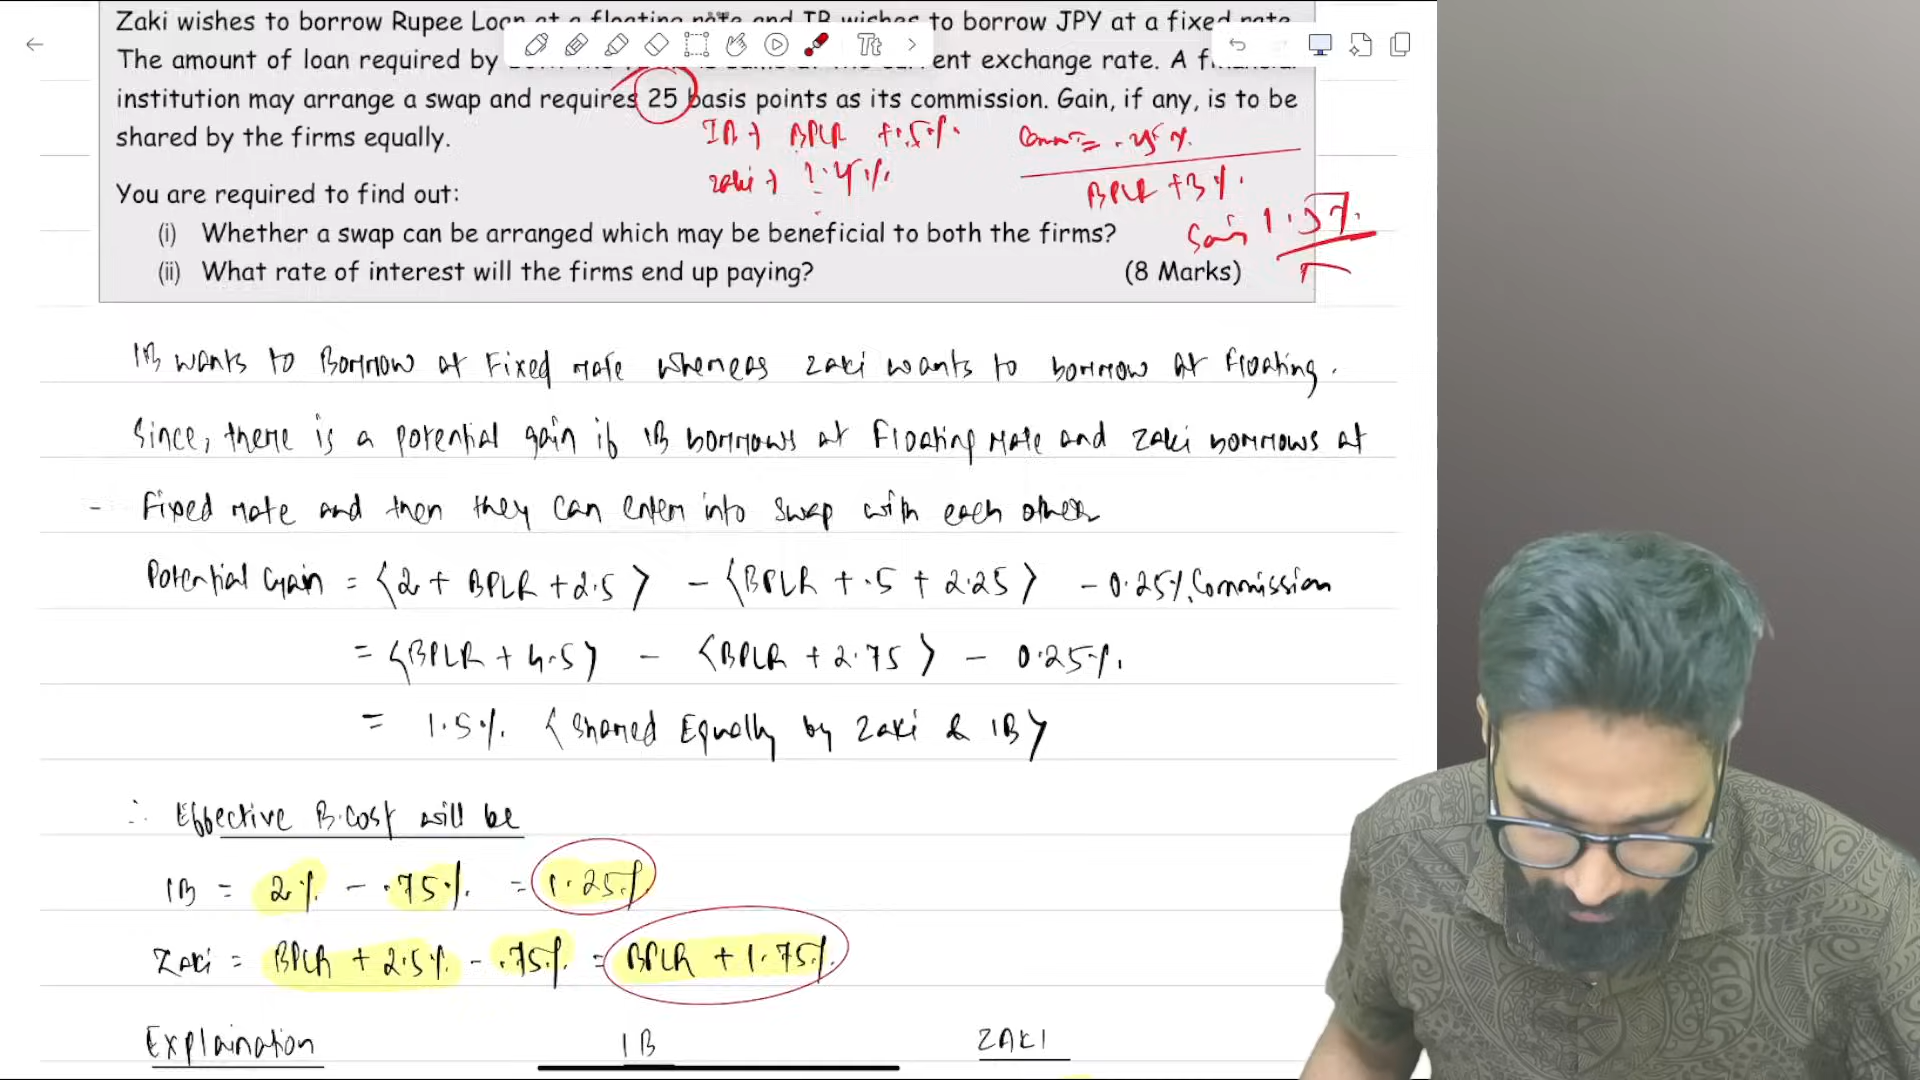 Zaki wishes to borrow Rupee Loan at a floating rate and IB wishes to borrow JPY at a fixed rate.
Tt
The amount of loan required by current exchange rate. A financial
institution may arrange a swap and requires 25 basis points as its commission. Gain, if any, is to be
shared by the firms equally.
IB → BPLR + .5%.
Comm = .25%.
Zaki → 2.25%
BPLR + 3%.
You are required to find out:
Gain 1.5%.
(i) Whether a swap can be arranged which may be beneficial to both the firms?
(ii) What rate of interest will the firms end up paying? (8 Marks)
IB wants to Borrow at Fixed rate whereas Zaki wants to borrow at floating.
Since, there is a potential gain if IB borrows at Floating rate and Zaki borrows at
- Fixed rate and then they can enter into swap with each other
Potential Gain = (2 + BPLR + 2.5) - (BPLR + .5 + 2.25) - 0.25% Commission
= (BPLR + 4.5) - (BPLR + 2.75) - 0.25%.
= 1.5%. (Shared Equally by Zaki & IB)
∴ Effective B.Cost will be
IB = 2%. - .75%. = 1.25%.
Zaki = BPLR + 2.5%. - .75%. = BPLR + 1.75%.
Explaination IB ZAKI